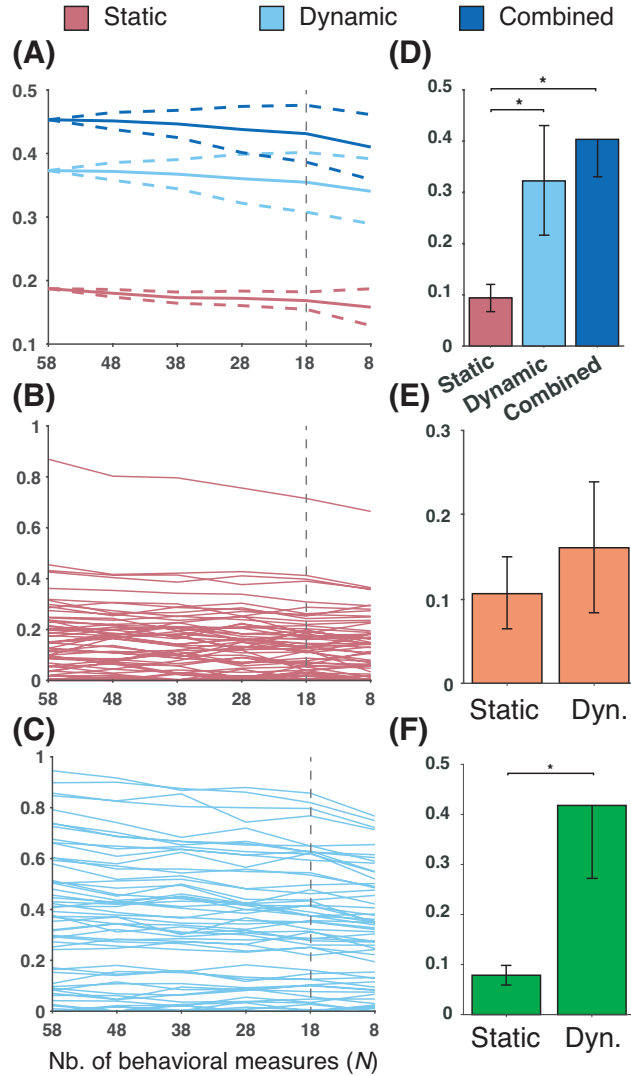 Static Dynamic Combined
(A)
0.5
0.4
0.3
0.2
0.1
58 48 38 28 18 8
(D)
* *
0.5
0.4
0.3
0.2
0.1
0
Static Dynamic Combined
(B)
1
0.8
0.6
0.4
0.2
0
58 48 38 28 18 8
(E)
0.3
0.2
0.1
0
Static Dyn.
(C)
1
0.8
0.6
0.4
0.2
0
58 48 38 28 18 8
Nb. of behavioral measures (N)
(F)
*
0.5
0.4
0.3
0.2
0.1
0
Static Dyn.